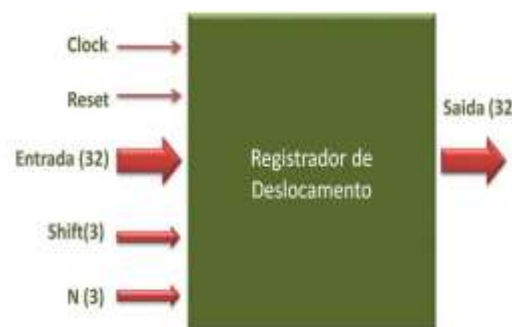 Clock
Reset
Entrada (32)
Shift(3)
N (3)
Registrador de
Deslocamento
Saida (32